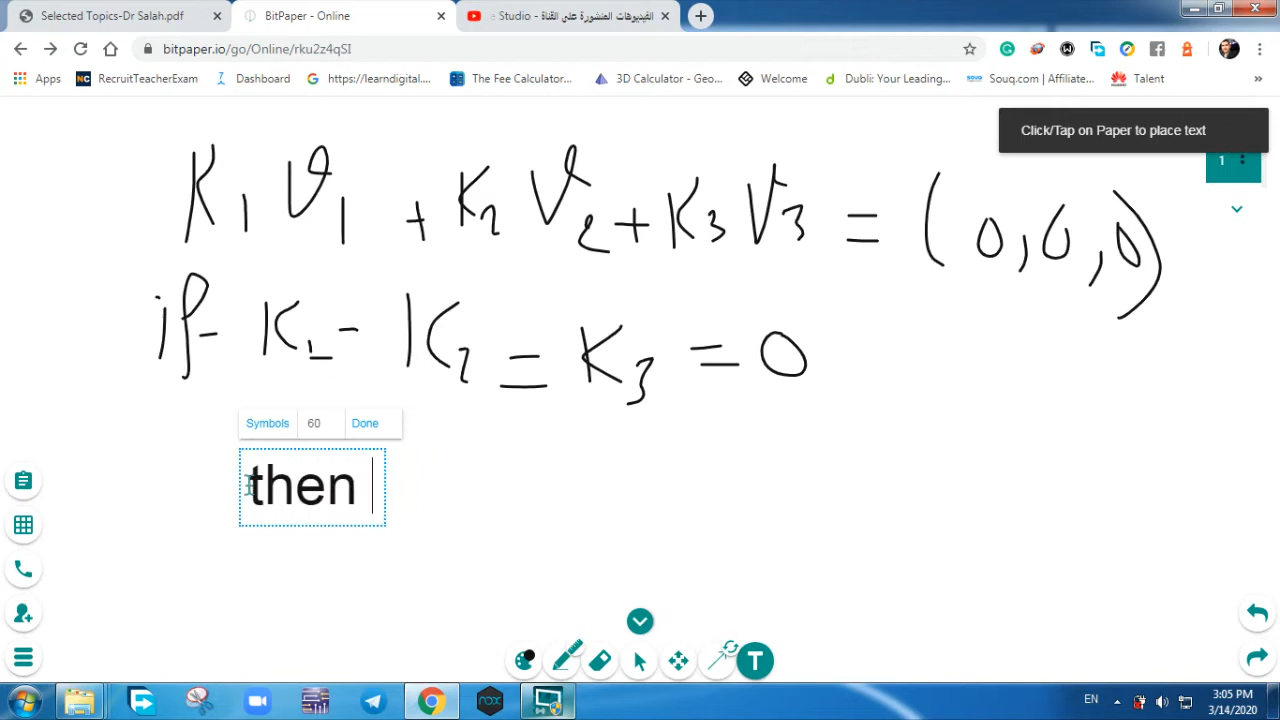 Selected Topics-Dr Salah.pdf
BitPaper - Online
Studio - الفيديوهات المنشورة على القناة
bitpaper.io/go/Online/rku2z4qSI
Apps
RecruitTeacherExam
Dashboard
https://learndigital....
The Fee Calculator...
3D Calculator - Geo...
Welcome
Dubli: Your Leading...
Souq.com | Affiliate...
Talent
»
Click/Tap on Paper to place text
1
K₁ V₁ + K₂ V₂ + K₃ V₃ = (0,0,0)
if K₁ = K₂ = K₃ = 0
Symbols 60 Done
then
T
EN
3:05 PM
3/14/2020